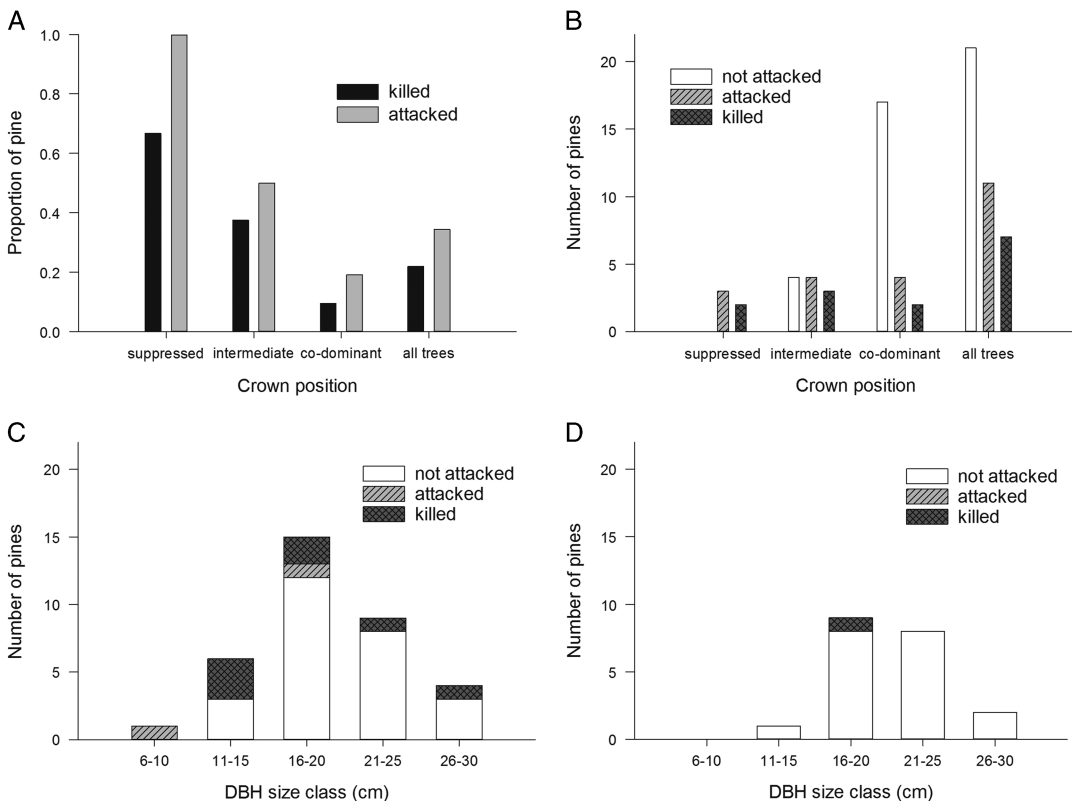 A
1.0
0.8
0.6
0.4
0.2
0.0
Proportion of pine
killed
attacked
suppressed intermediate co-dominant all trees
Crown position
B
20
15
10
5
0
Number of pines
not attacked
attacked
killed
suppressed intermediate co-dominant all trees
Crown position
C
20
15
10
5
0
Number of pines
not attacked
attacked
killed
6-10 11-15 16-20 21-25 26-30
DBH size class (cm)
D
20
15
10
5
0
Number of pines
not attacked
attacked
killed
6-10 11-15 16-20 21-25 26-30
DBH size class (cm)